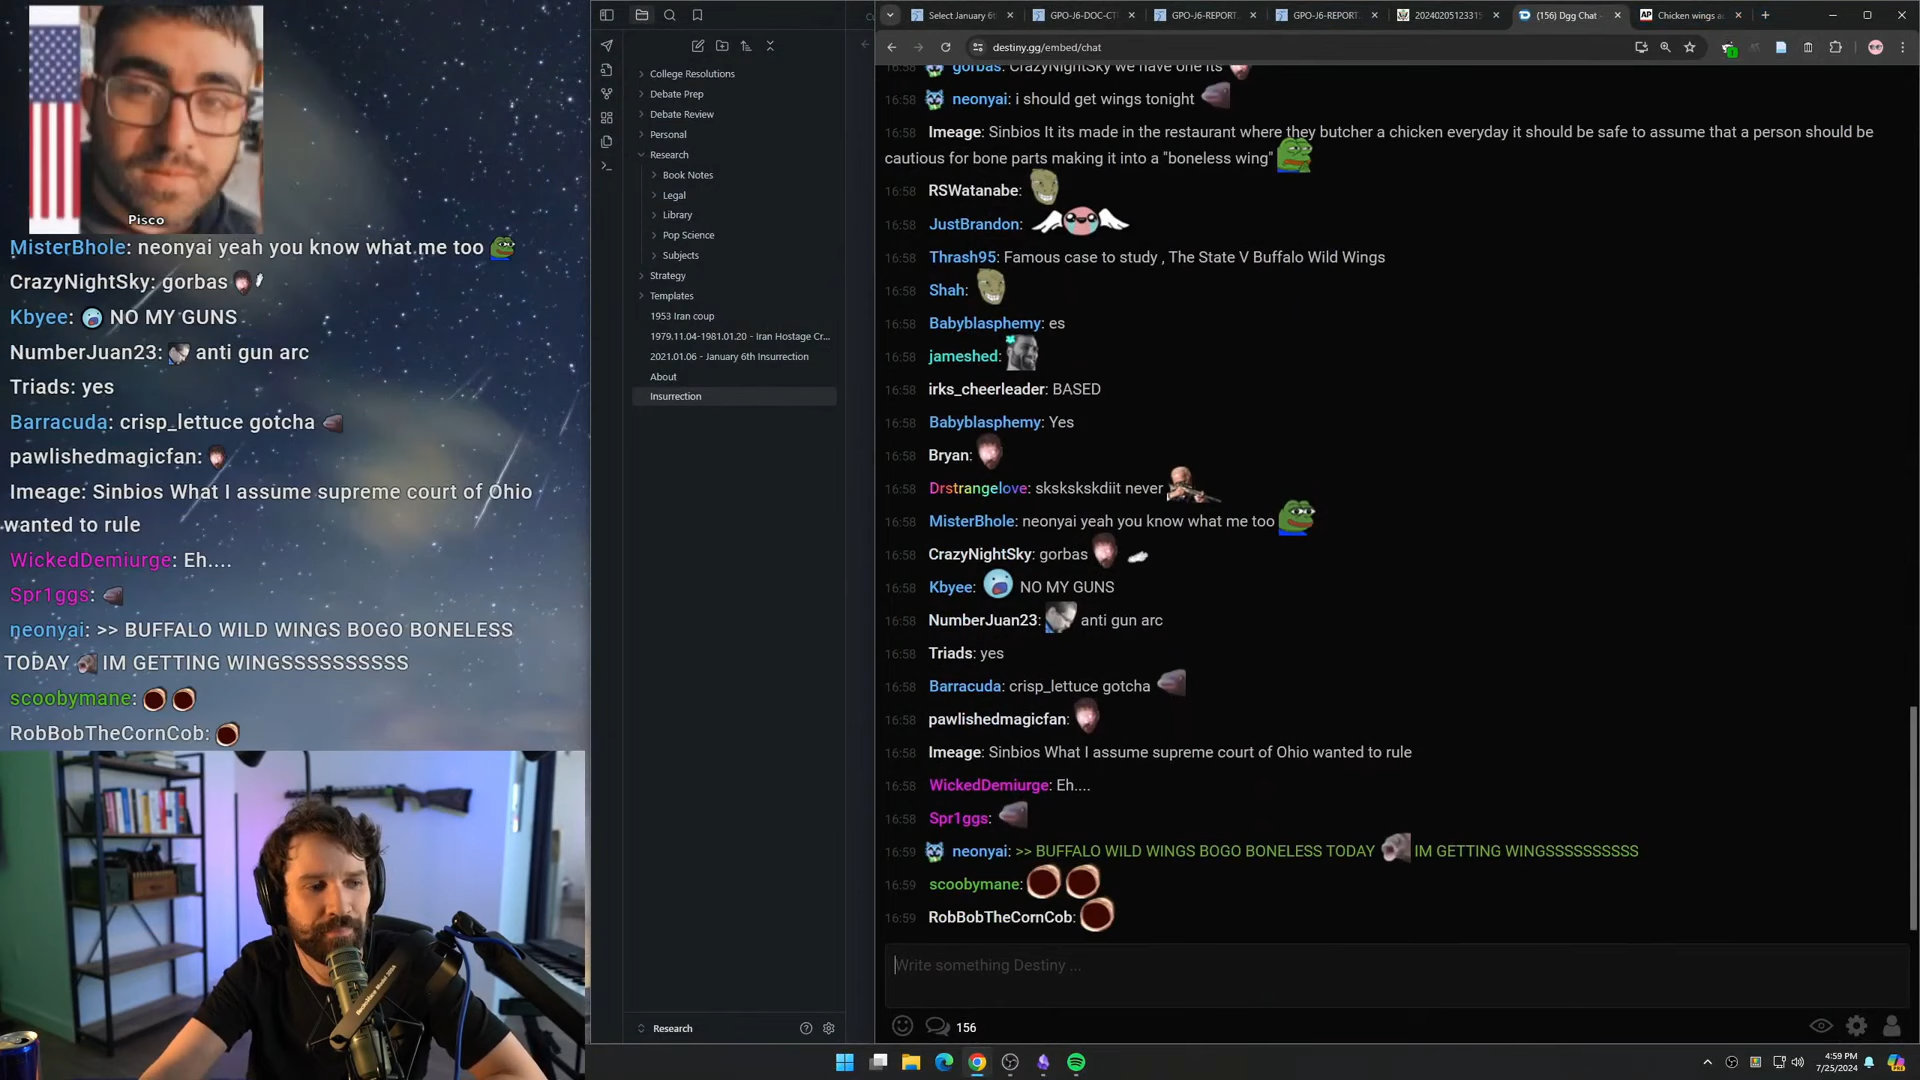 Pisco
MisterBhole: neonyai yeah you know what me too
CrazyNightSky: gorbas
Kbyee: NO MY GUNS
NumberJuan23: anti gun arc
Triads: yes
Barracuda: crisp_lettuce gotcha
pawlishedmagicfan:
Imeage: Sinbios What I assume supreme court of Ohio
wanted to rule
WickedDemiurge: Eh....
Spr1ggs:
neonyai: >> BUFFALO WILD WINGS BOGO BONELESS
TODAY IM GETTING WINGSSSSSSSSSS
scoobymane:
RobBobTheCornCob:
College Resolutions
Debate Prep
Debate Review
Personal
Research
Book Notes
Legal
Library
Pop Science
Subjects
Strategy
Templates
1953 Iran coup
1979.11.04-1981.01.20 - Iran Hostage Cr...
2021.01.06 - January 6th Insurrection
About
Insurrection
Research
Select January 6
GPO-J6-DOC-CT
GPO-J6-REPORT
GPO-J6-REPORT
2024020512331
(156) Dgg Chat
Chicken wings a
destiny.gg/embed/chat
16:58 gorbas: CrazyNightSky we have one its
16:58 neonyai: i should get wings tonight
16:58 Imeage: Sinbios It its made in the restaurant where they butcher a chicken everyday it should be safe to assume that a person should be
cautious for bone parts making it into a "boneless wing"
16:58 RSWatanabe:
16:58 JustBrandon:
16:58 Thrash95: Famous case to study , The State V Buffalo Wild Wings
16:58 Shah:
16:58 Babyblasphemy: es
16:58 jameshed:
16:58 irks_cheerleader: BASED
16:58 Babyblasphemy: Yes
16:58 Bryan:
16:58 Drstrangelove: skskskskdiit never
16:58 MisterBhole: neonyai yeah you know what me too
16:58 CrazyNightSky: gorbas
16:58 Kbyee: NO MY GUNS
16:58 NumberJuan23: anti gun arc
16:58 Triads: yes
16:58 Barracuda: crisp_lettuce gotcha
16:58 pawlishedmagicfan:
16:58 Imeage: Sinbios What I assume supreme court of Ohio wanted to rule
16:58 WickedDemiurge: Eh....
16:58 Spr1ggs:
16:59 neonyai: >> BUFFALO WILD WINGS BOGO BONELESS TODAY IM GETTING WINGSSSSSSSSSS
16:59 scoobymane:
16:59 RobBobTheCornCob:
Write something Destiny ...
156
4:59 PM
7/25/2024